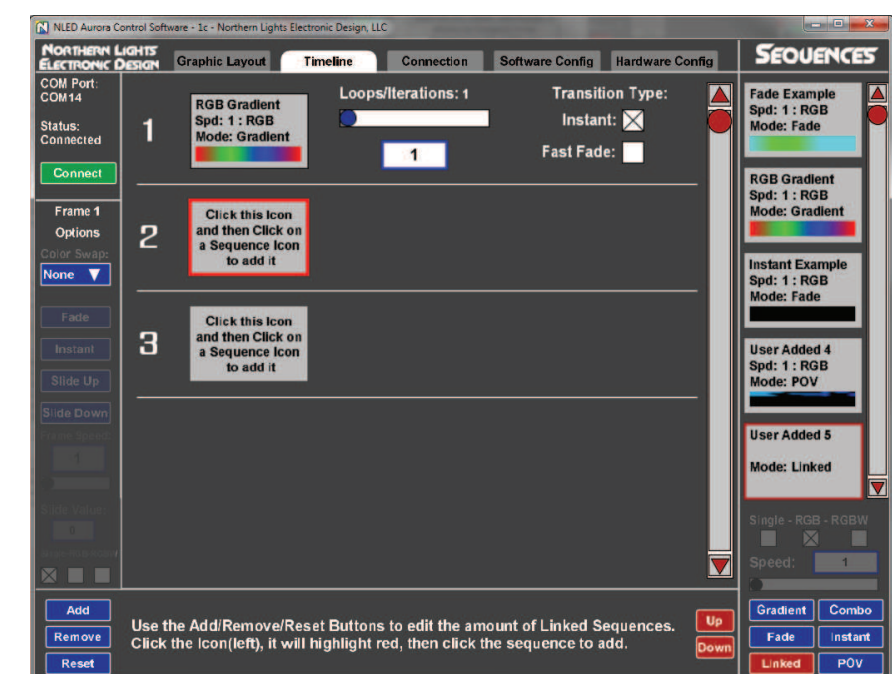 NLED Aurora Control Software - 1c - Northern Lights Electronic Design, LLC
NORTHERN LIGHTS
ELECTRONIC DESIGN
Graphic Layout
Timeline
Connection
Software Config
Hardware Config
SEQUENCES
COM Port:
COM14
Status:
Connected
Connect
Frame 1
Options
Color Swap:
None
Fade
Instant
Slide Up
Slide Down
Frame Speed:
1
Slide Value:
0
1
RGB Gradient
Spd: 1 : RGB
Mode: Gradient
Loops/Iterations: 1
1
Transition Type:
Instant:
Fast Fade:
2
Click this Icon
and then Click on
a Sequence Icon
to add it
3
Click this Icon
and then Click on
a Sequence Icon
to add it
Fade Example
Spd: 1 : RGB
Mode: Fade
RGB Gradient
Spd: 1 : RGB
Mode: Gradient
Instant Example
Spd: 1 : RGB
Mode: Fade
User Added 4
Spd: 1 : RGB
Mode: POV
User Added 5
Mode: Linked
Single - RGB - RGBW
Speed:
1
Add
Remove
Reset
Use the Add/Remove/Reset Buttons to edit the amount of Linked Sequences.
Click the Icon(left), it will highlight red, then click the sequence to add.
Up
Down
Gradient
Combo
Fade
Instant
Linked
POV